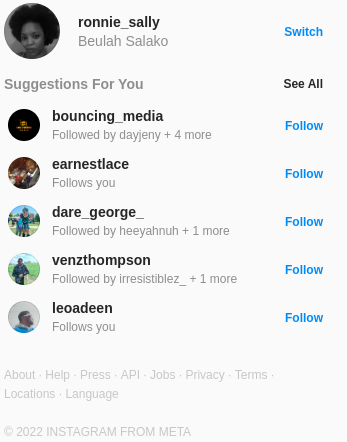 ronnie_sally
Beulah Salako
Switch
Suggestions For You
See All
bouncing_media
Followed by dayjeny + 4 more
Follow
earnestlace
Follows you
Follow
dare_george_
Followed by heeyahnuh + 1 more
Follow
venzthompson
Followed by irresistiblez_ + 1 more
Follow
leoadeen
Follows you
Follow
About · Help · Press · API · Jobs · Privacy · Terms ·
Locations · Language
© 2022 INSTAGRAM FROM META